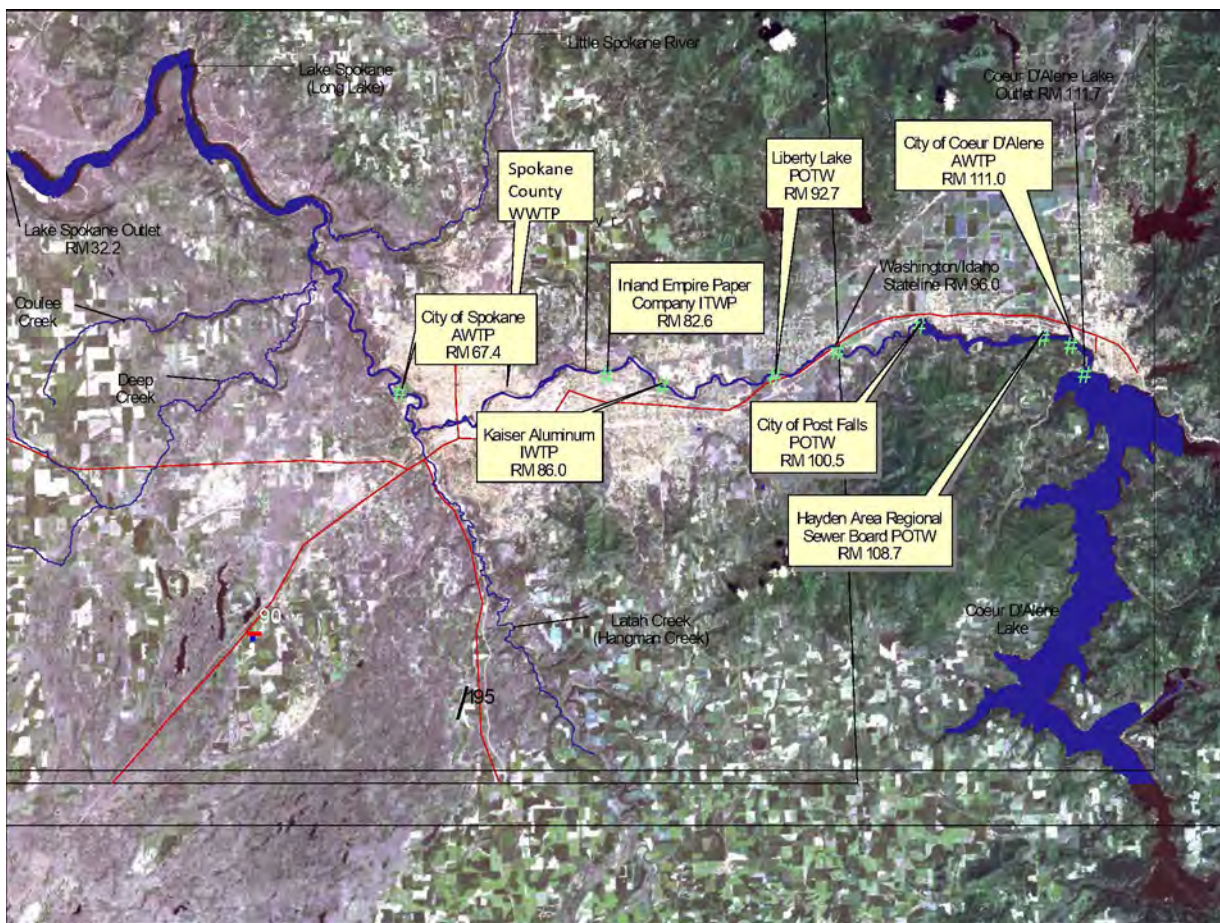 Little Spokane River
Lake Spokane
(Long Lake)
Coeur D'Alene Lake
Outlet RM 111.7
City of Coeur D'Alene
AWTP
RM 111.0
Liberty Lake
POTW
RM 92.7
Spokane
County
WWTP
Lake Spokane Outlet
RM 32.2
Washington/Idaho
Stateline RM 96.0
Inland Empire Paper
Company ITWP
RM 82.6
Coulee
Creek
City of Spokane
AWTP
RM 67.4
Deep
Creek
Kaiser Aluminum
IWTP
RM 86.0
City of Post Falls
POTW
RM 100.5
Hayden Area Regional
Sewer Board POTW
RM 108.7
90
Latah Creek
(Hangman Creek)
Coeur D'Alene
Lake
195